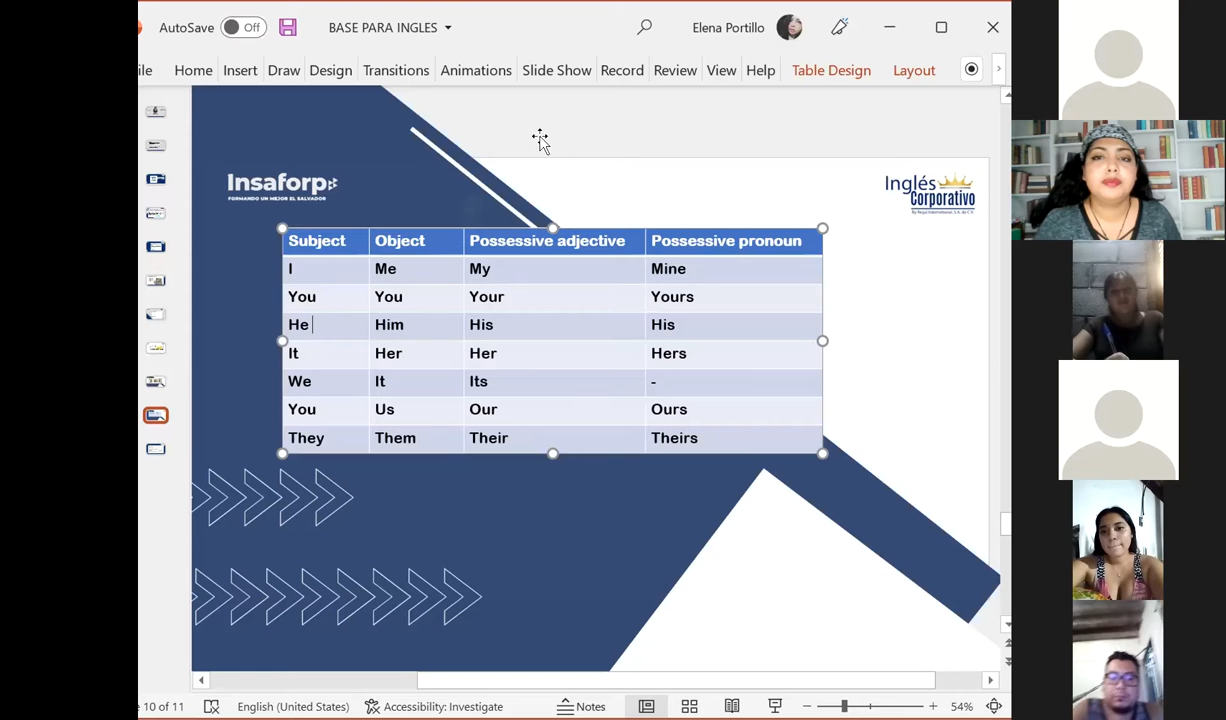 AutoSave Off BASE PARA INGLES Elena Portillo
ile Home Insert Draw Design Transitions Animations Slide Show Record Review View Help Table Design Layout
Insaforp
FORMANDO UN MEJOR EL SALVADOR
Inglés
Corporativo
Subject Object Possessive adjective Possessive pronoun
I Me My Mine
You You Your Yours
He Him His His
It Her Her Hers
We It Its -
You Us Our Ours
They Them Their Theirs
e 10 of 11 English (United States) Accessibility: Investigate Notes 54%